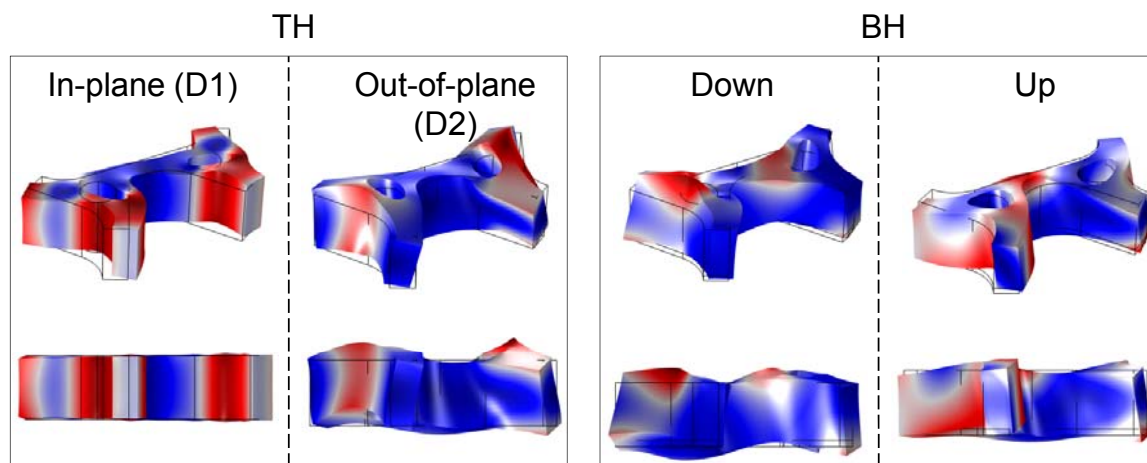 TH
In-plane (D1)
Out-of-plane
(D2)
BH
Down
Up